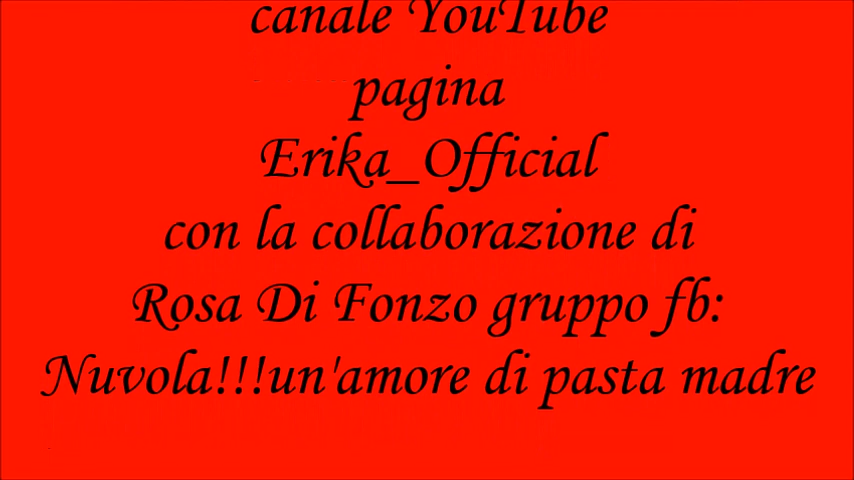 canale YouTube
pagina
Erika_Official
con la collaborazione di
Rosa Di Fonzo gruppo fb:
Nuvola!!!un'amore di pasta madre